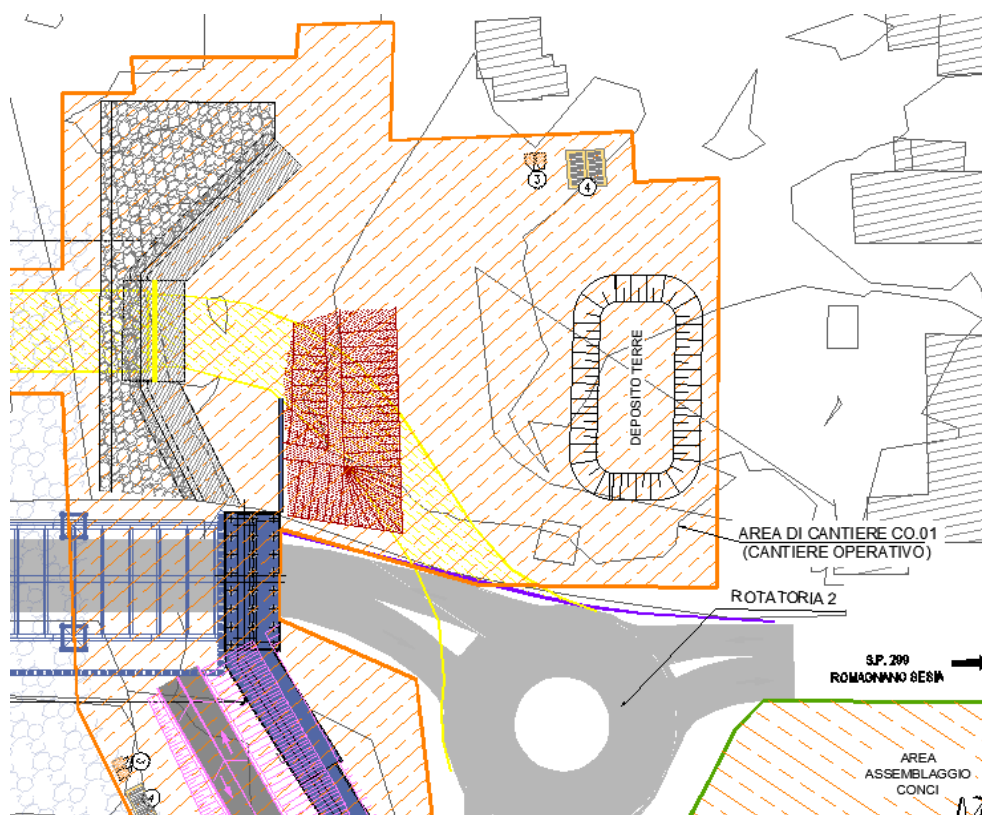 3
4
DEPOSITO TERRE
AREA DI CANTIERE CO.01
(CANTIERE OPERATIVO)
ROTATORIA 2
S.P. 299
ROMAGNANO SESIA
AREA
ASSEMBLAGGIO
CONCI